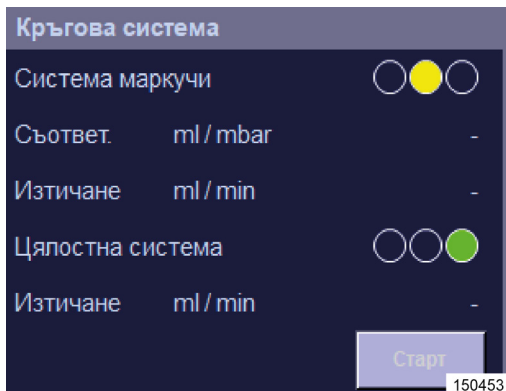 Кръгова система
Система маркучи
Съответ. ml / mbar -
Изтичане ml / min -
Цялостна система
Изтичане ml / min -
Старт
150453